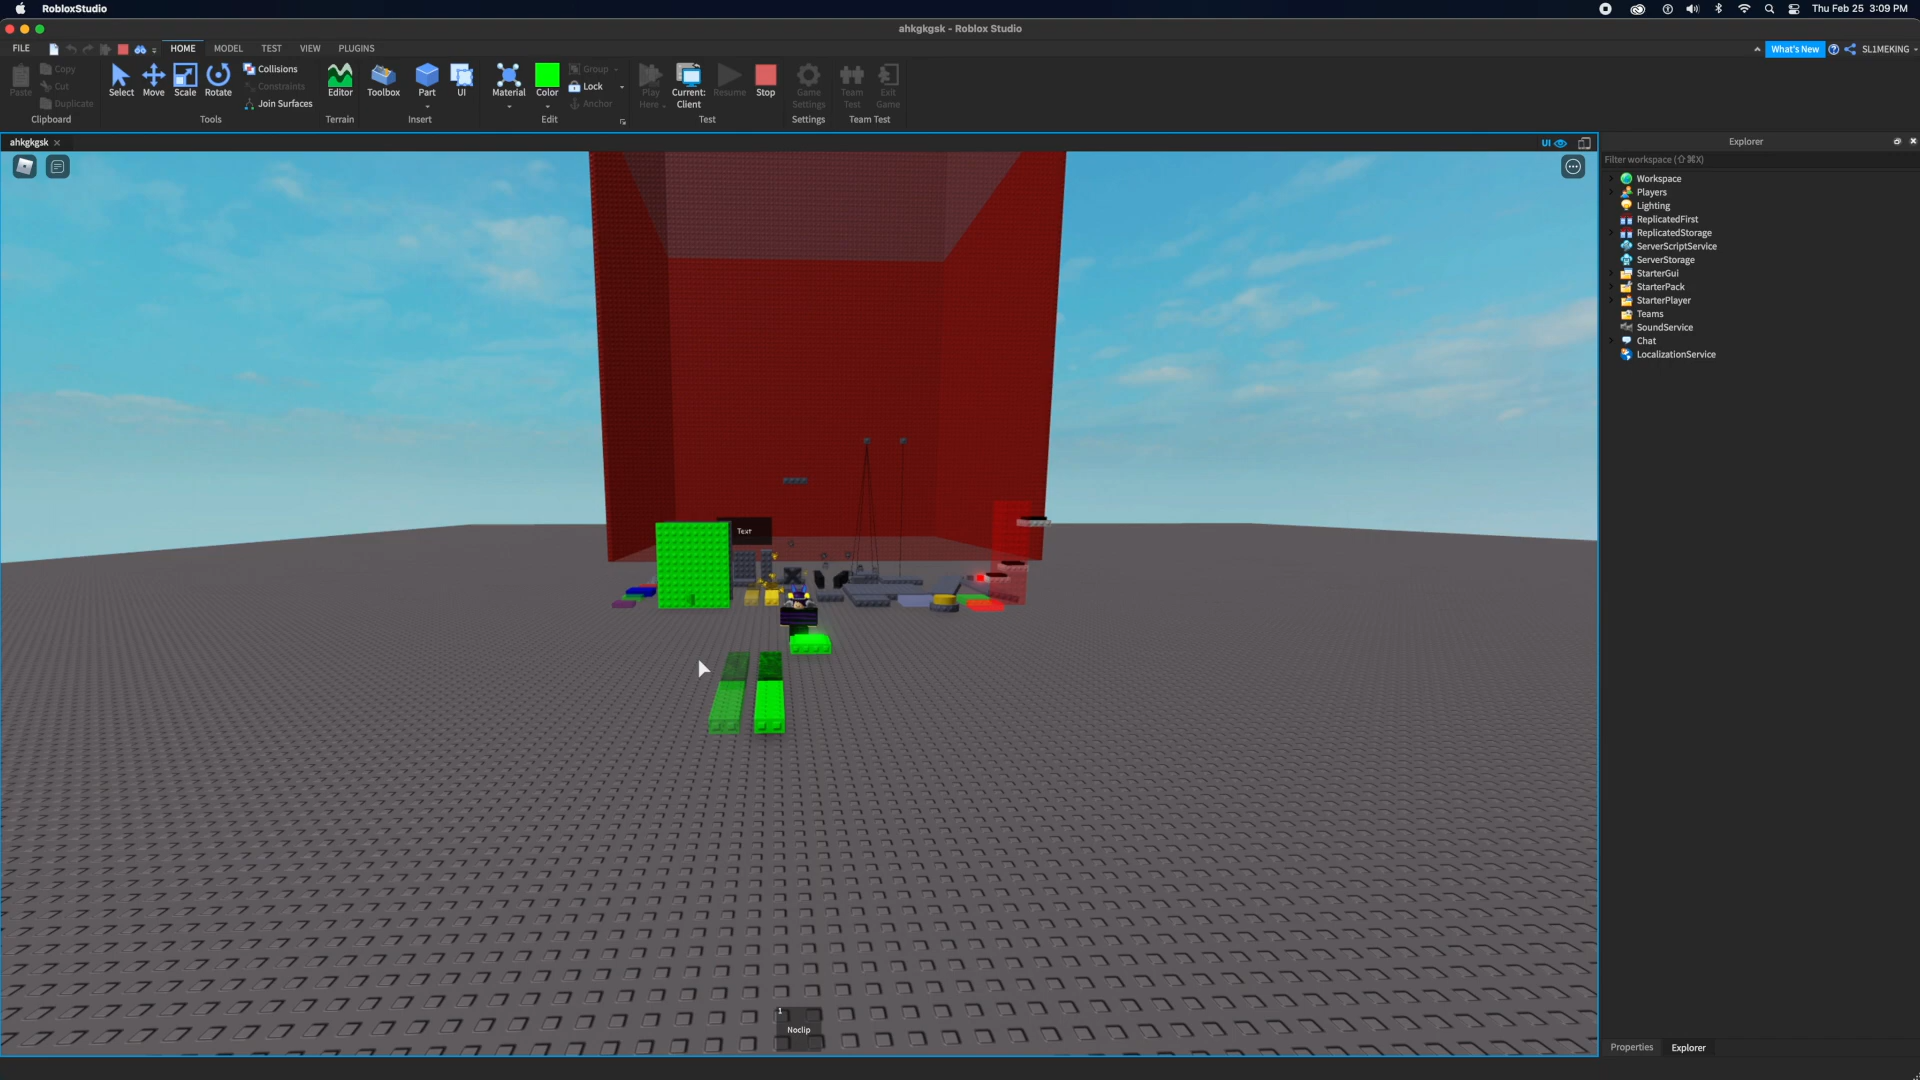 RobloxStudio
Thu Feb 25 3:09 PM
ahkgkgsk - Roblox Studio
FILE
HOME
MODEL
TEST
VIEW
PLUGINS
What's New
SL1MEKING
Paste
Copy
Cut
Duplicate
Select
Move
Scale
Rotate
Collisions
Constraints
Join Surfaces
Editor
Toolbox
Part
UI
Material
Color
Group
Lock
Anchor
Play
Here
Current:
Client
Resume
Stop
Game
Settings
Team
Test
Exit
Game
Clipboard
Tools
Terrain
Insert
Edit
Test
Settings
Team Test
ahkgkgsk
UI
Explorer
Filter workspace (⇧⌘X)
Workspace
Players
Lighting
ReplicatedFirst
ReplicatedStorage
ServerScriptService
ServerStorage
StarterGui
StarterPack
StarterPlayer
Teams
SoundService
Chat
LocalizationService
Text
1
Noclip
Properties
Explorer